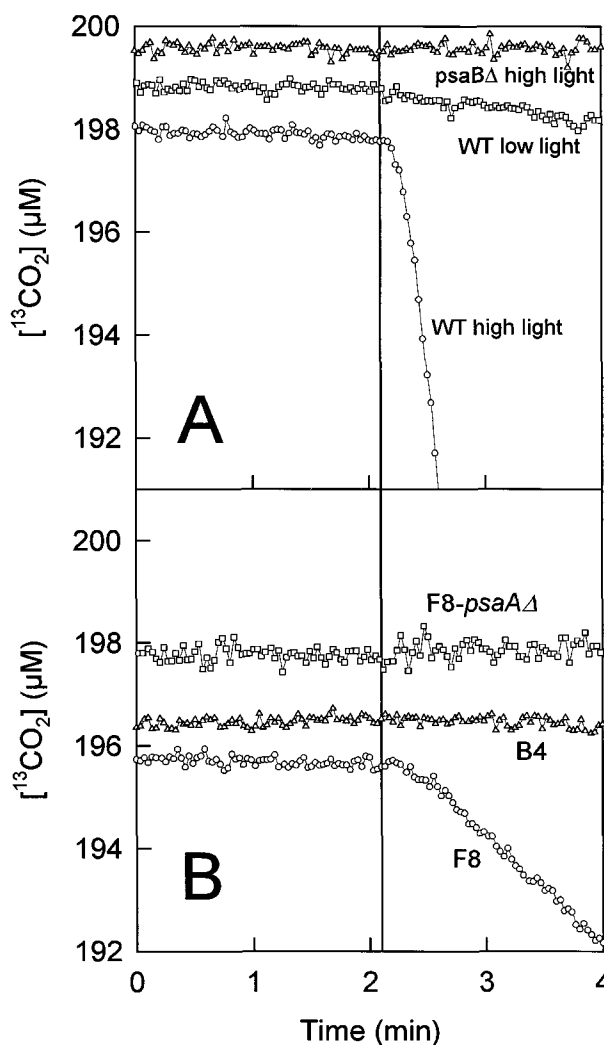 200
198
196
194
192
[¹³CO₂] (µM)
psaBΔ high light
WT low light
WT high light
A
200
198
196
194
192
[¹³CO₂] (µM)
F8-psaAΔ
B4
F8
B
0 1 2 3 4
Time (min)